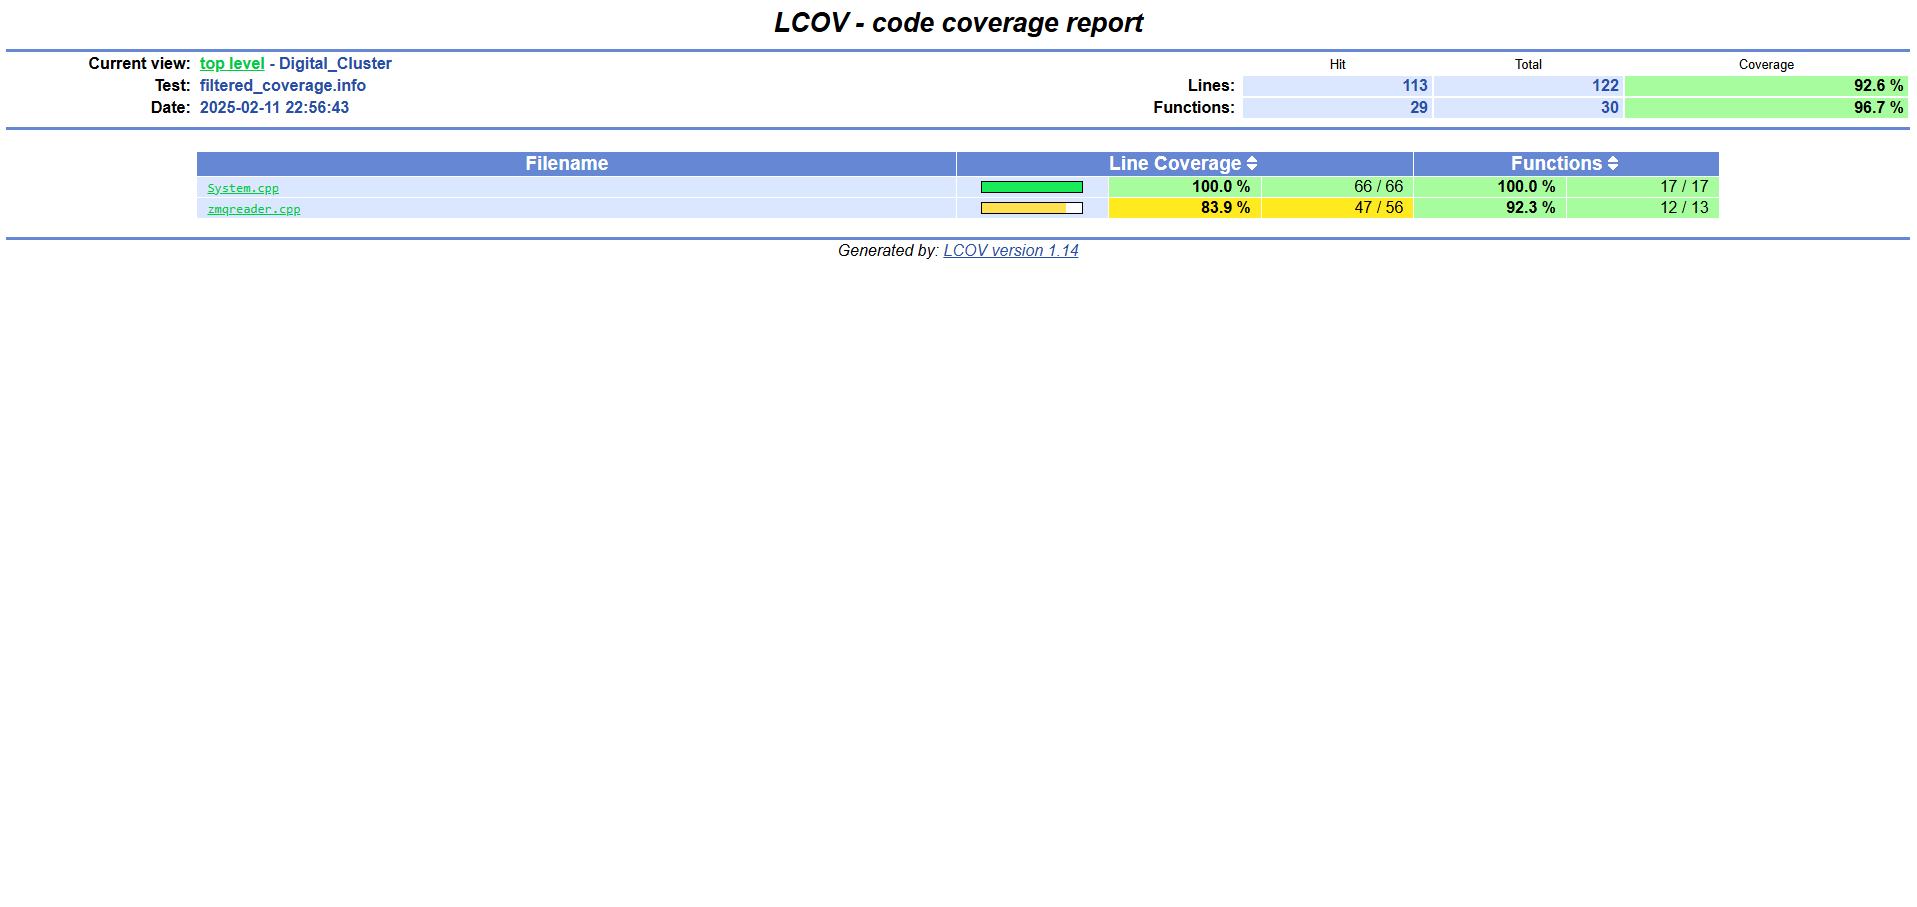 LCOV - code coverage report
Current view: top level - Digital_Cluster Hit Total Coverage
Test: filtered_coverage.info Lines: 113 122 92.6 %
Date: 2025-02-11 22:56:43 Functions: 29 30 96.7 %
Filename Line Coverage Functions
System.cpp 100.0 % 66 / 66 100.0 % 17 / 17
zmqreader.cpp 83.9 % 47 / 56 92.3 % 12 / 13
Generated by: LCOV version 1.14